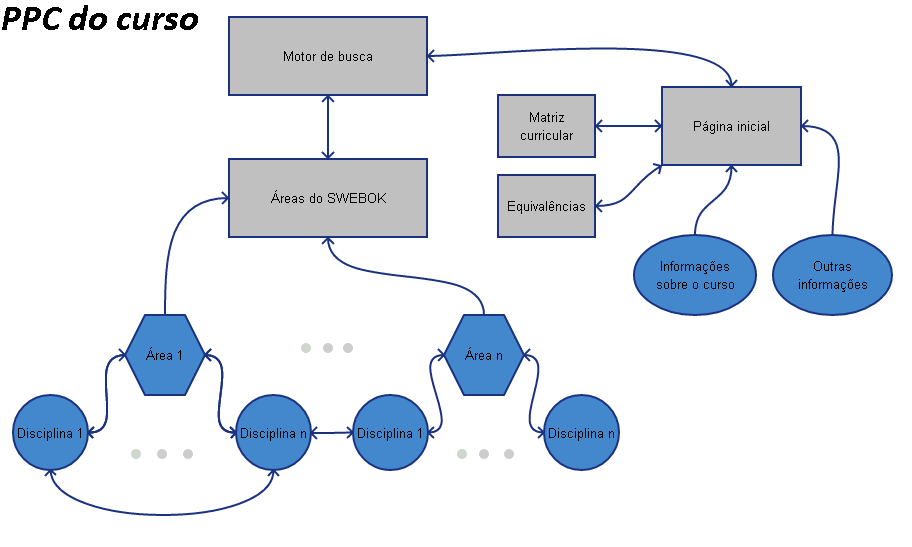 PPC do curso
Motor de busca
Matriz
curricular
Página inicial
Áreas do SWEBOK
Equivalências
Informações
sobre o curso
Outras
informações
Área 1
Área n
Disciplina 1
Disciplina n
Disciplina 1
Disciplina n